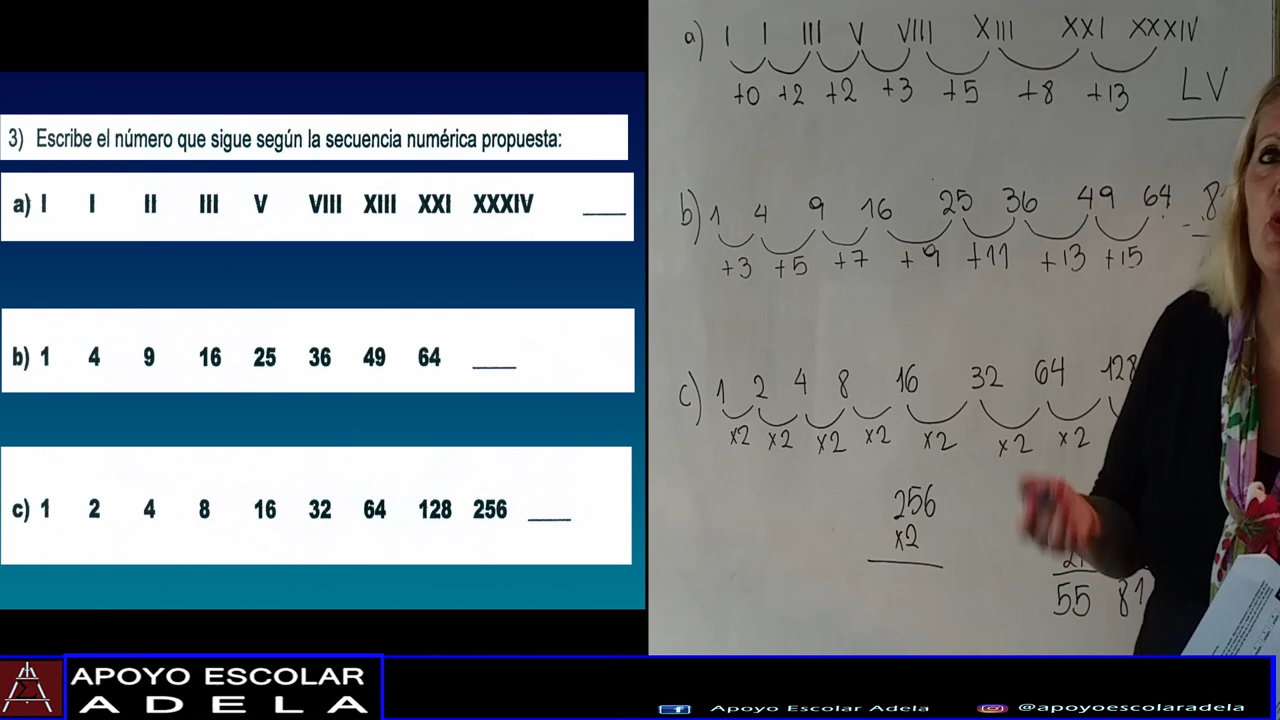 3) Escribe el número que sigue según la secuencia numérica propuesta:
a) I I II III V VIII XIII XXI XXXIV ____
b) 1 4 9 16 25 36 49 64 ____
c) 1 2 4 8 16 32 64 128 256 ____
a) I I III V VIII XIII XXI XXXIV LV
+0 +2 +2 +3 +5 +8 +13
b) 1 4 9 16 25 36 49 64
+3 +5 +7 +9 +11 +13 +15
c) 1 2 4 8 16 32 64 128
x2 x2 x2 x2 x2 x2 x2
256
x2
55 81
APOYO ESCOLAR
ADELA
Apoyo Escolar Adela
@apoyoescolaradela